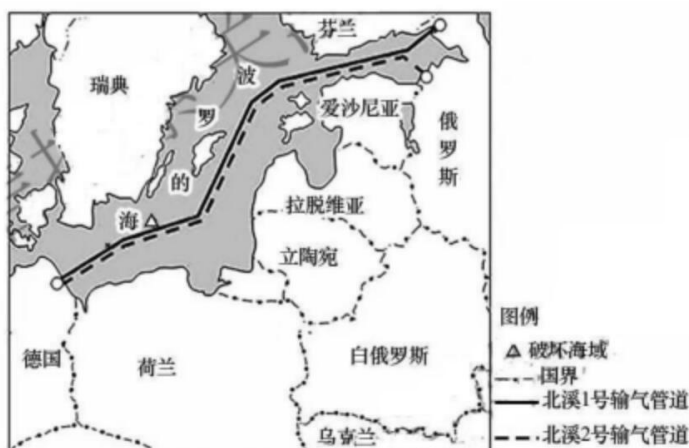 芬兰
瑞典
波
罗
的
海
爱沙尼亚
俄罗斯
拉脱维亚
立陶宛
德国
荷兰
白俄罗斯
乌克兰
图例
破坏海域
国界
北溪1号输气管道
北溪2号输气管道